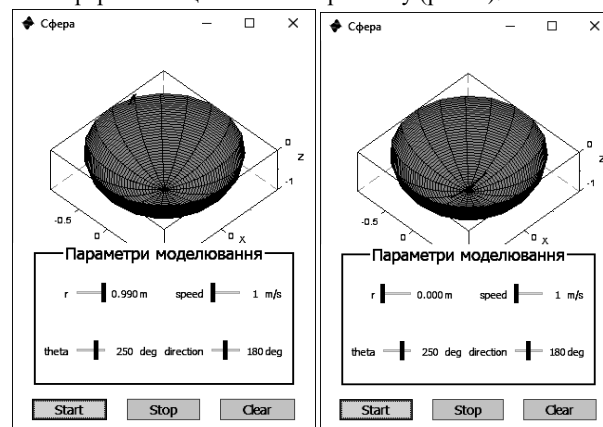 Сфера
0
Z
-1
-0.5
0
0
X
Параметри моделювання
r 0.990 m speed 1 m/s
theta 250 deg direction 180 deg
Start Stop Clear
Сфера
0
Z
-1
-0.5
0
0
X
Параметри моделювання
r 0.000 m speed 1 m/s
theta 250 deg direction 180 deg
Start Stop Clear